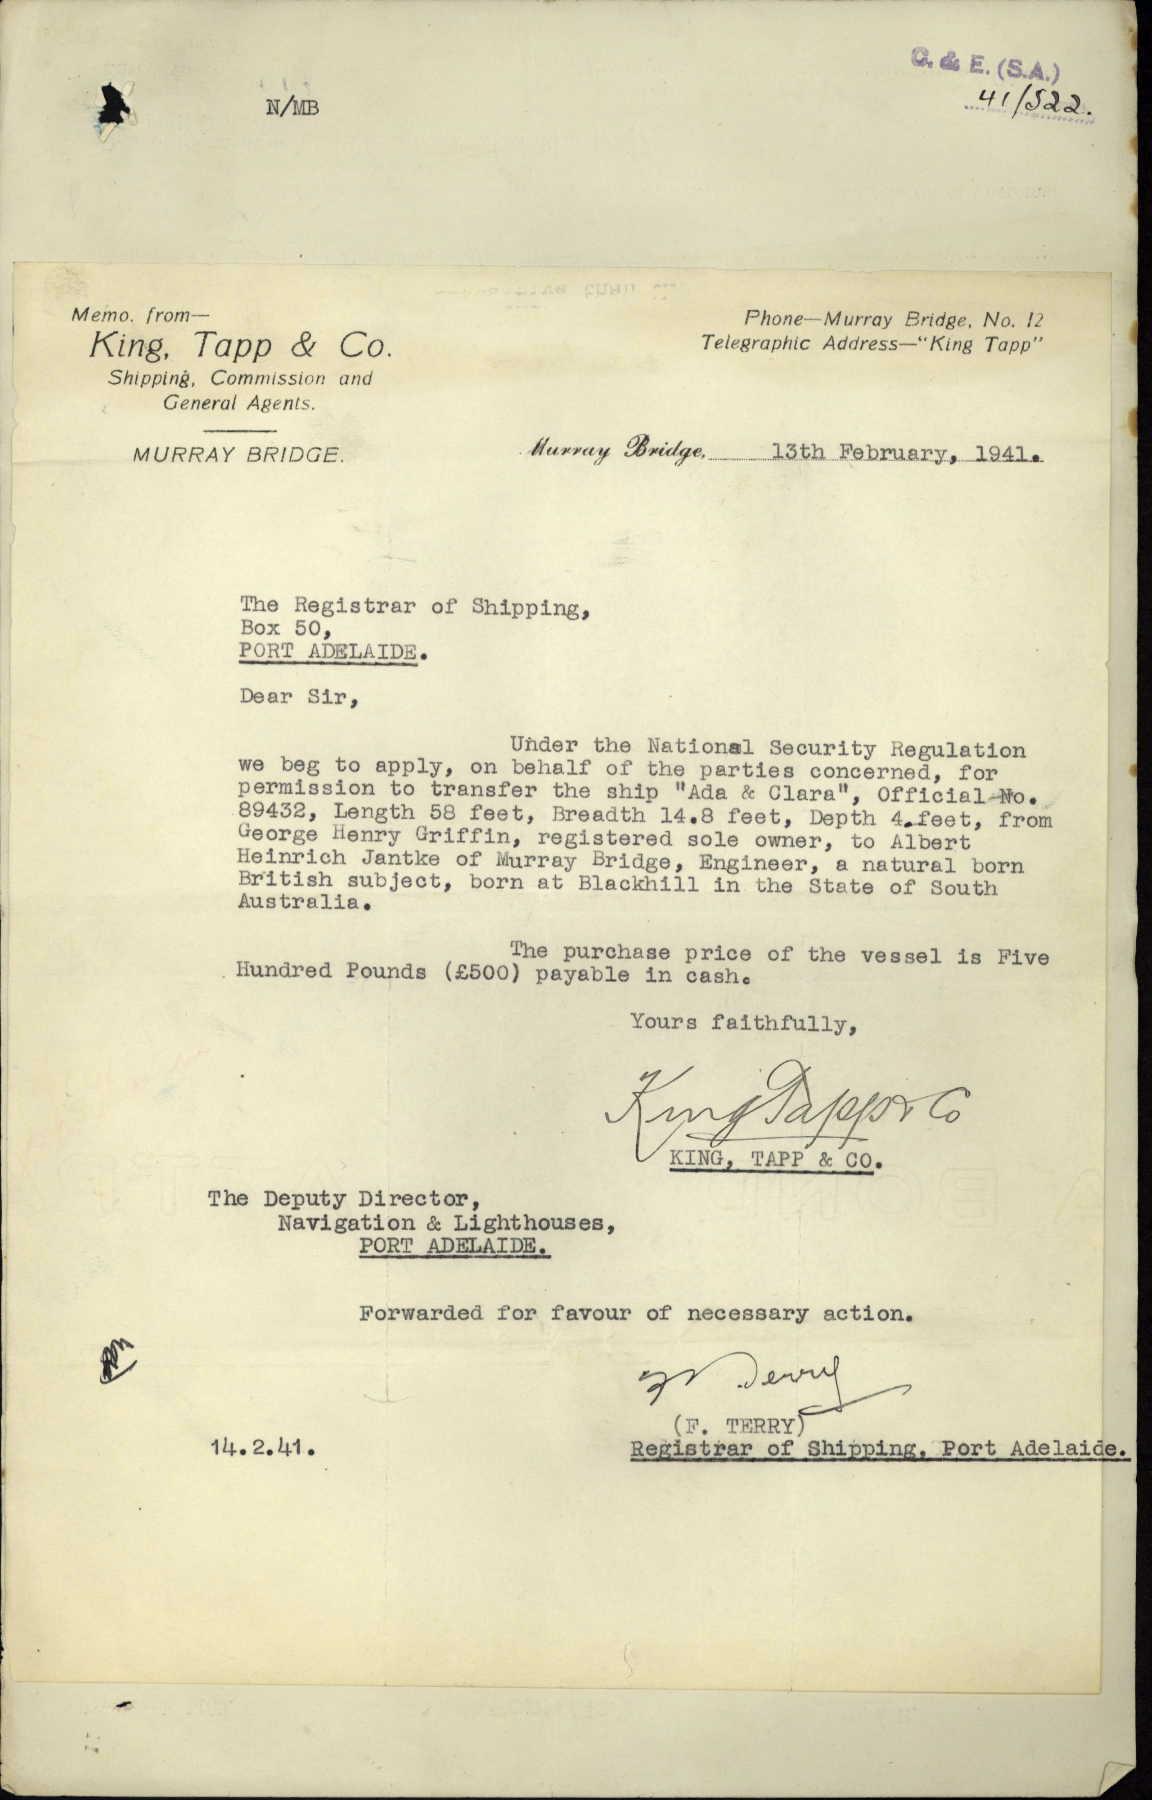 C. & E. (S.A.)
41/522.
N/MB
Memo. from—
King, Tapp & Co.
Shipping, Commission and
General Agents.
MURRAY BRIDGE.
Phone—Murray Bridge, No. 12
Telegraphic Address—"King Tapp"
Murray Bridge, 13th February, 1941.
The Registrar of Shipping,
Box 50,
PORT ADELAIDE.
Dear Sir,
Under the National Security Regulation
we beg to apply, on behalf of the parties concerned, for
permission to transfer the ship "Ada & Clara", Official No.
89432, Length 58 feet, Breadth 14.8 feet, Depth 4. feet, from
George Henry Griffin, registered sole owner, to Albert
Heinrich Jantke of Murray Bridge, Engineer, a natural born
British subject, born at Blackhill in the State of South
Australia.
The purchase price of the vessel is Five
Hundred Pounds (£500) payable in cash.
Yours faithfully,
King Tapp & Co
KING, TAPP & CO.
The Deputy Director,
Navigation & Lighthouses,
PORT ADELAIDE.
Forwarded for favour of necessary action.
F Terry
(F. TERRY)
14.2.41.
Registrar of Shipping, Port Adelaide.